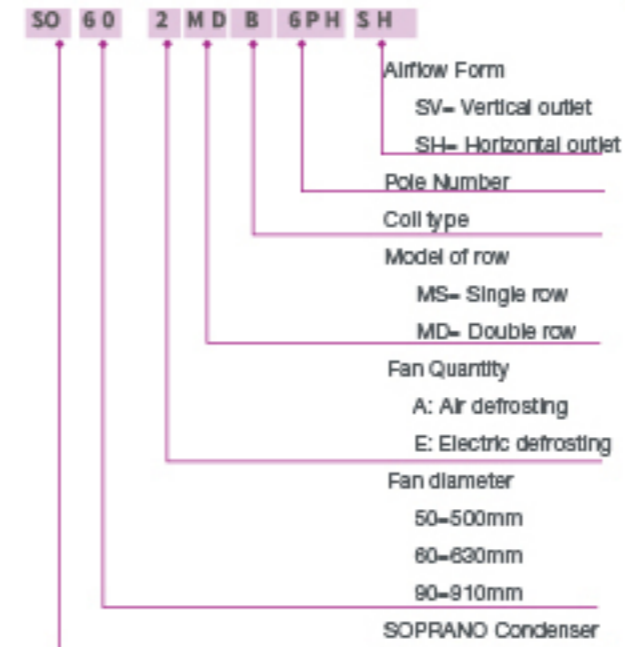 SO 60 2 MD B 6PH SH
Airflow Form
SV= Vertical outlet
SH= Horizontal outlet
Pole Number
Coil type
Model of row
MS= Single row
MD= Double row
Fan Quantity
A: Air defrosting
E: Electric defrosting
Fan diameter
50=500mm
60=630mm
90=910mm
SOPRANO Condenser